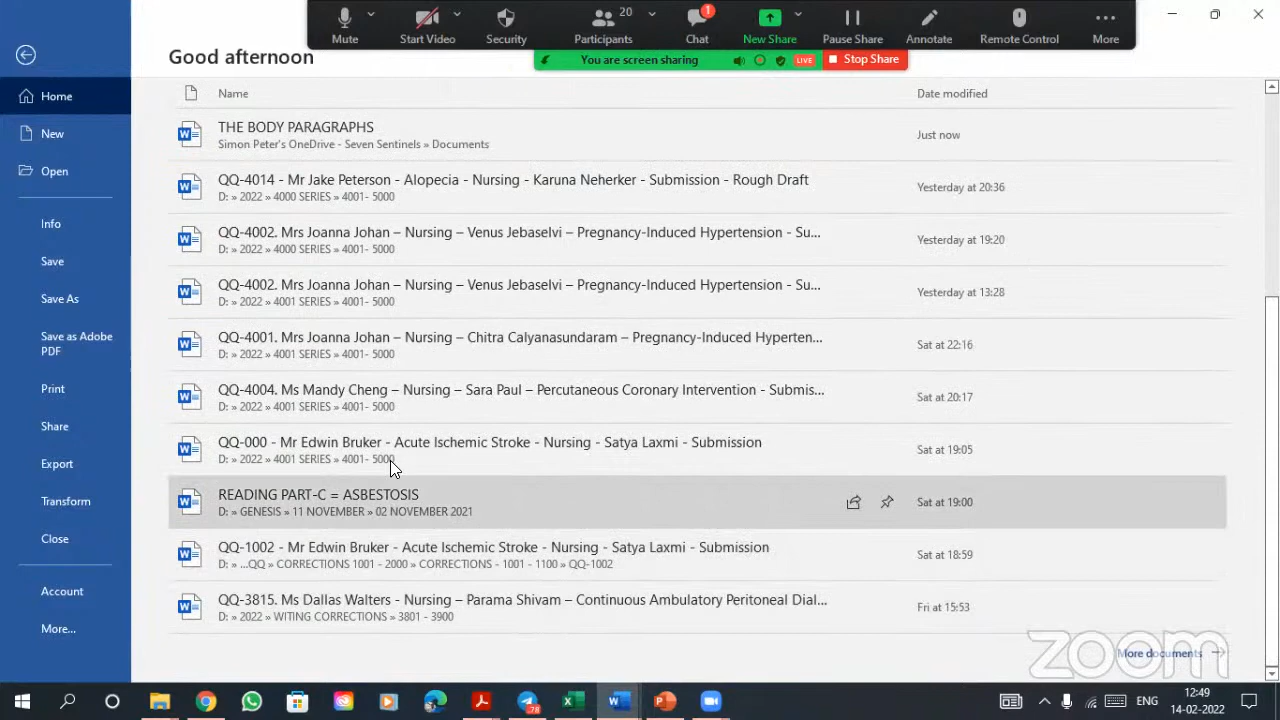 Mute
Start Video
Security
20
Participants
1
Chat
New Share
Pause Share
Annotate
Remote Control
More
You are screen sharing
LIVE
Stop Share
Good afternoon
Home
New
Open
Info
Save
Save As
Save as Adobe
PDF
Print
Share
Export
Transform
Close
Account
More...
Name Date modified
THE BODY PARAGRAPHS Just now
Simon Peter's OneDrive - Seven Sentinels » Documents
QQ-4014 - Mr Jake Peterson - Alopecia - Nursing - Karuna Neherker - Submission - Rough Draft Yesterday at 20:36
D: » 2022 » 4000 SERIES » 4001- 5000
QQ-4002. Mrs Joanna Johan – Nursing – Venus Jebaselvi – Pregnancy-Induced Hypertension - Su... Yesterday at 19:20
D: » 2022 » 4000 SERIES » 4001- 5000
QQ-4002. Mrs Joanna Johan – Nursing – Venus Jebaselvi – Pregnancy-Induced Hypertension - Su... Yesterday at 13:28
D: » 2022 » 4001 SERIES » 4001- 5000
QQ-4001. Mrs Joanna Johan – Nursing – Chitra Calyanasundaram – Pregnancy-Induced Hyperten... Sat at 22:16
D: » 2022 » 4001 SERIES » 4001- 5000
QQ-4004. Ms Mandy Cheng – Nursing – Sara Paul – Percutaneous Coronary Intervention - Submis... Sat at 20:17
D: » 2022 » 4001 SERIES » 4001- 5000
QQ-000 - Mr Edwin Bruker - Acute Ischemic Stroke - Nursing - Satya Laxmi - Submission Sat at 19:05
D: » 2022 » 4001 SERIES » 4001- 5000
READING PART-C = ASBESTOSIS Sat at 19:00
D: » GENESIS » 11 NOVEMBER » 02 NOVEMBER 2021
QQ-1002 - Mr Edwin Bruker - Acute Ischemic Stroke - Nursing - Satya Laxmi - Submission Sat at 18:59
D: » ...QQ » CORRECTIONS 1001 - 2000 » CORRECTIONS - 1001 - 1100 » QQ-1002
QQ-3815. Ms Dallas Walters - Nursing – Parama Shivam – Continuous Ambulatory Peritoneal Dial... Fri at 15:53
D: » 2022 » WITING CORRECTIONS » 3801 - 3900
More documents
zoom
78
ENG
12:49
14-02-2022